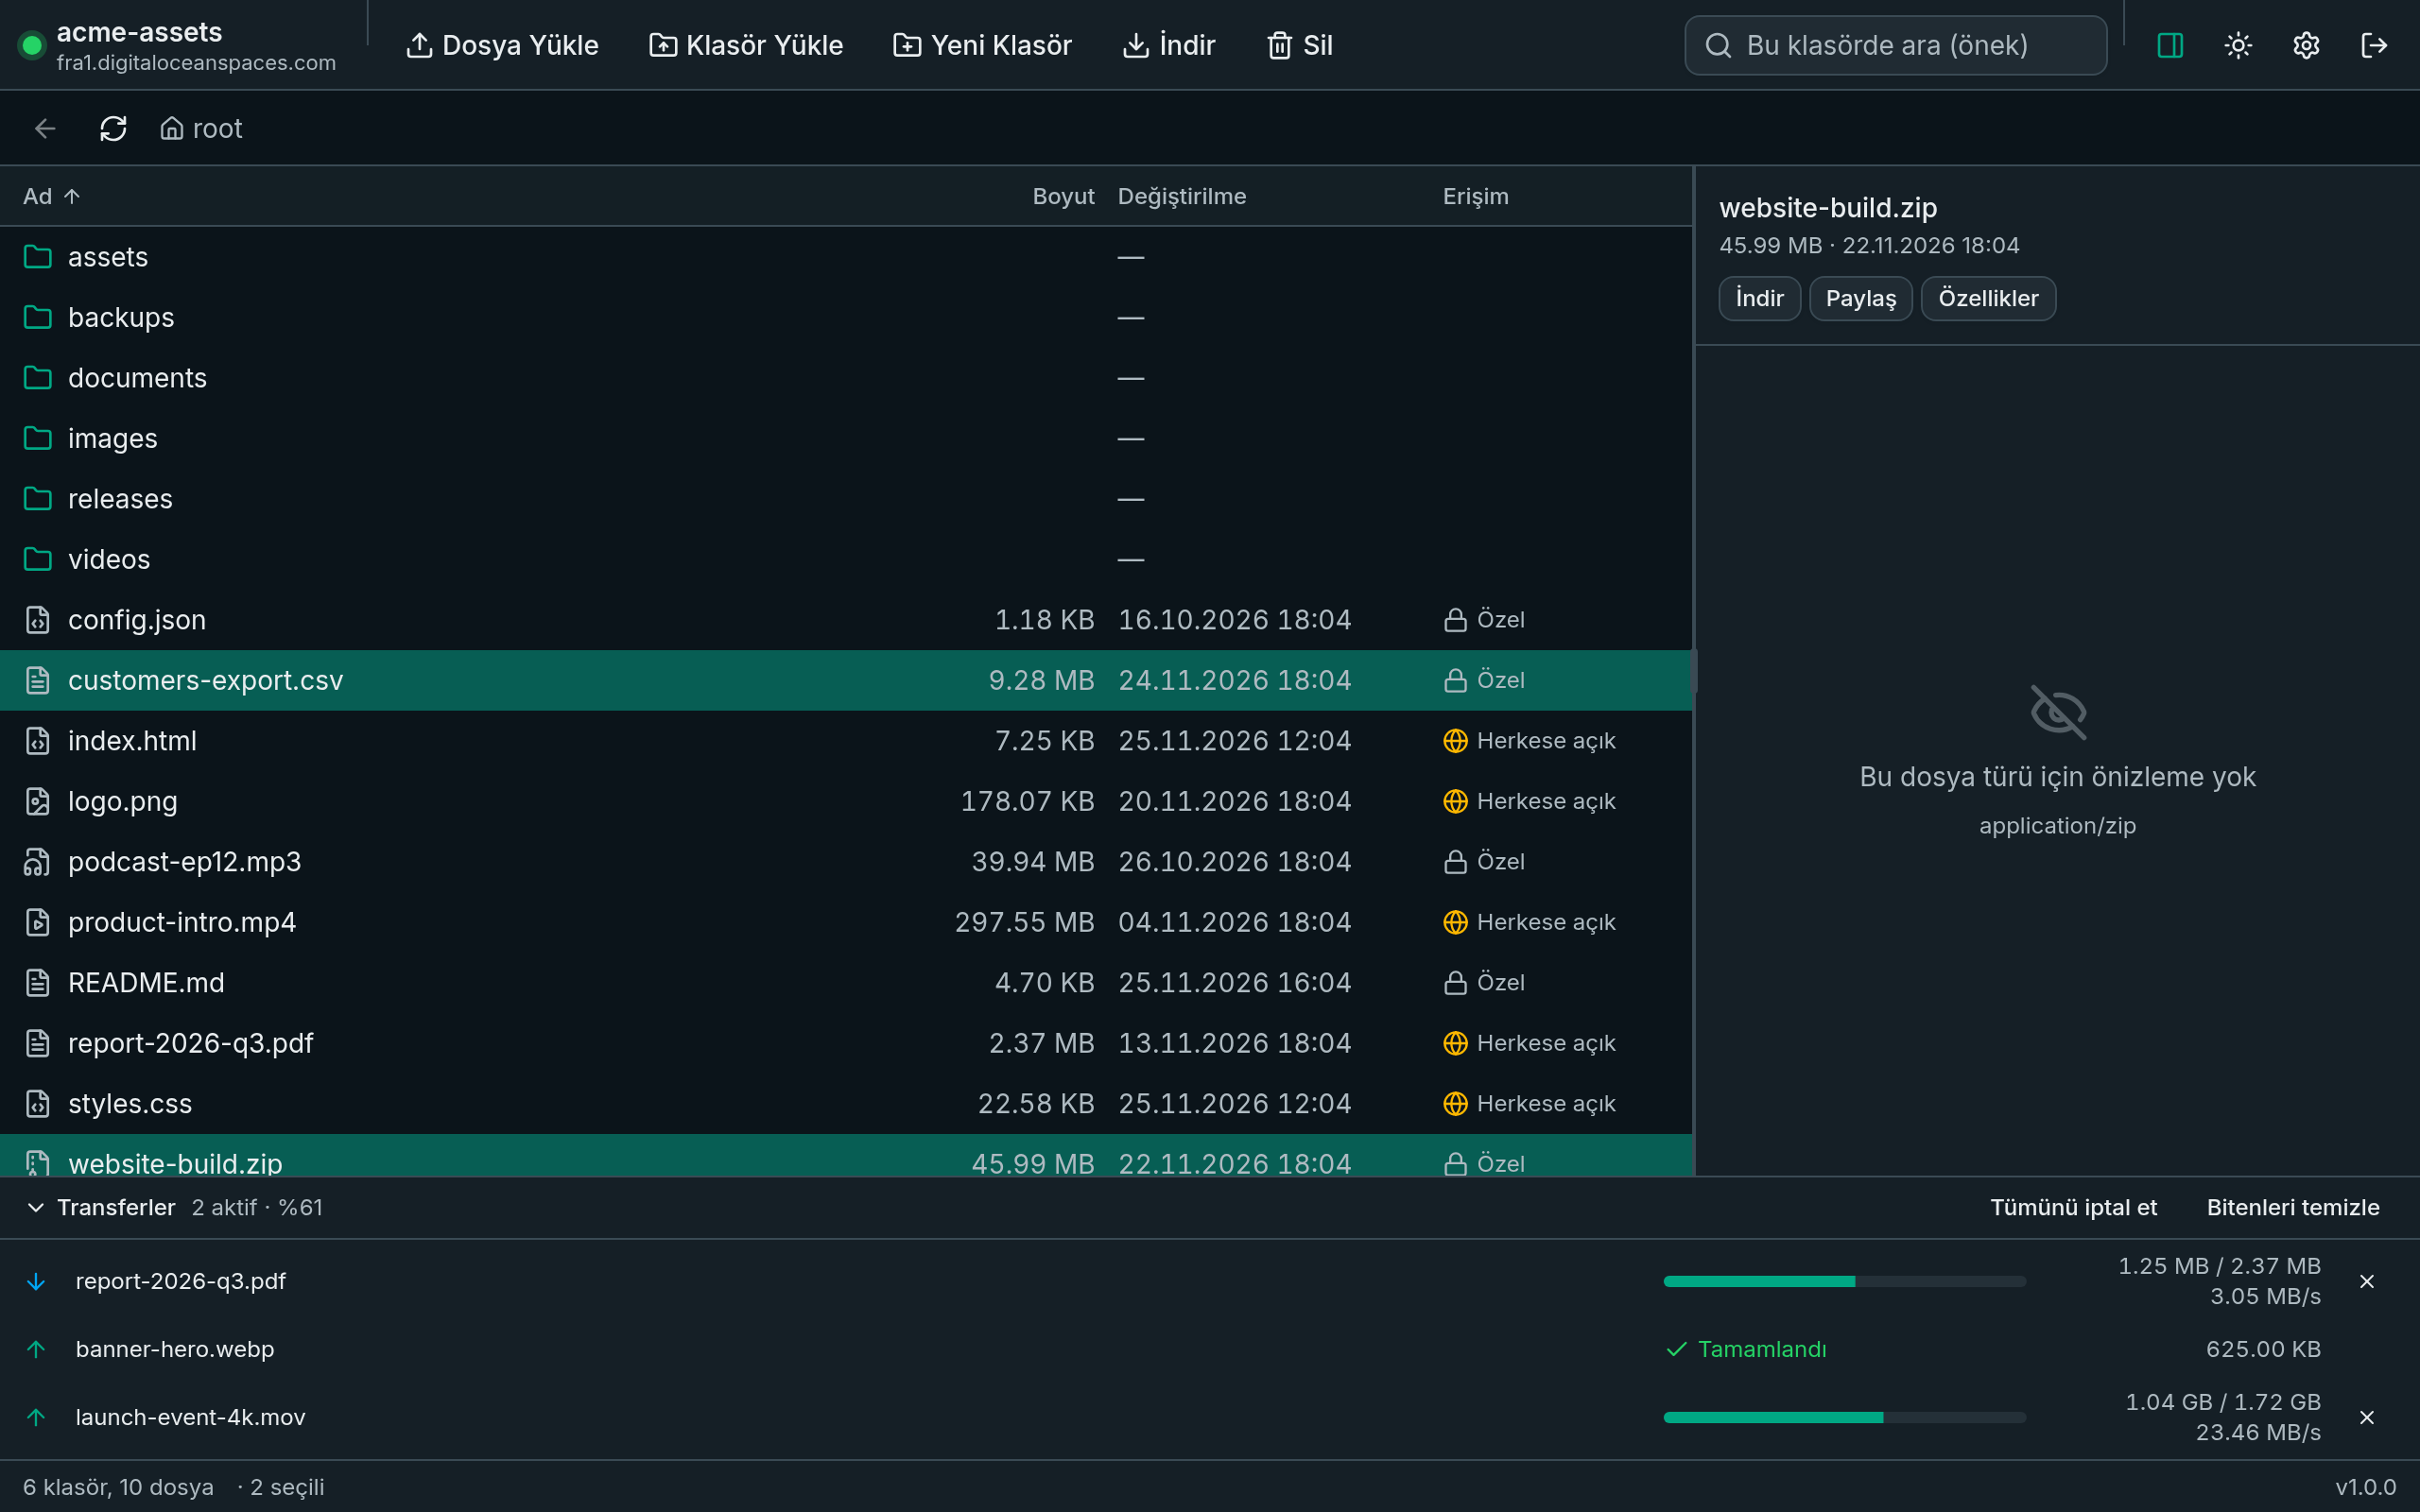 acme-assets
fra1.digitaloceanspaces.com
Dosya Yükle
Klasör Yükle
Yeni Klasör
İndir
Sil
Bu klasörde ara (önek)
root
Ad Boyut Değiştirilme Erişim
assets —
backups —
documents —
images —
releases —
videos —
config.json 1.18 KB 16.10.2026 18:04 Özel
customers-export.csv 9.28 MB 24.11.2026 18:04 Özel
index.html 7.25 KB 25.11.2026 12:04 Herkese açık
logo.png 178.07 KB 20.11.2026 18:04 Herkese açık
podcast-ep12.mp3 39.94 MB 26.10.2026 18:04 Özel
product-intro.mp4 297.55 MB 04.11.2026 18:04 Herkese açık
README.md 4.70 KB 25.11.2026 16:04 Özel
report-2026-q3.pdf 2.37 MB 13.11.2026 18:04 Herkese açık
styles.css 22.58 KB 25.11.2026 12:04 Herkese açık
website-build.zip 45.99 MB 22.11.2026 18:04 Özel
website-build.zip
45.99 MB · 22.11.2026 18:04
İndir Paylaş Özellikler
Bu dosya türü için önizleme yok
application/zip
Transferler 2 aktif · %61 Tümünü iptal et Bitenleri temizle
report-2026-q3.pdf 1.25 MB / 2.37 MB
3.05 MB/s
banner-hero.webp Tamamlandı 625.00 KB
launch-event-4k.mov 1.04 GB / 1.72 GB
23.46 MB/s
6 klasör, 10 dosya · 2 seçili v1.0.0